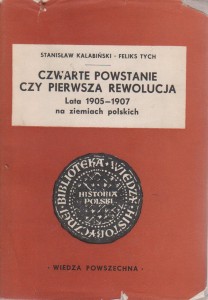 STANISŁAW KALABIŃSKI - FELIKS TYCH
CZWARTE POWSTANIE
CZY PIERWSZA REWOLUCJA
Lata 1905—1907
na ziemiach polskich
BIBLIOTEKA WIEDZY HISTORYCZNEJ
HISTORIA
POLSKI
· WIEDZA POWSZECHNA ·